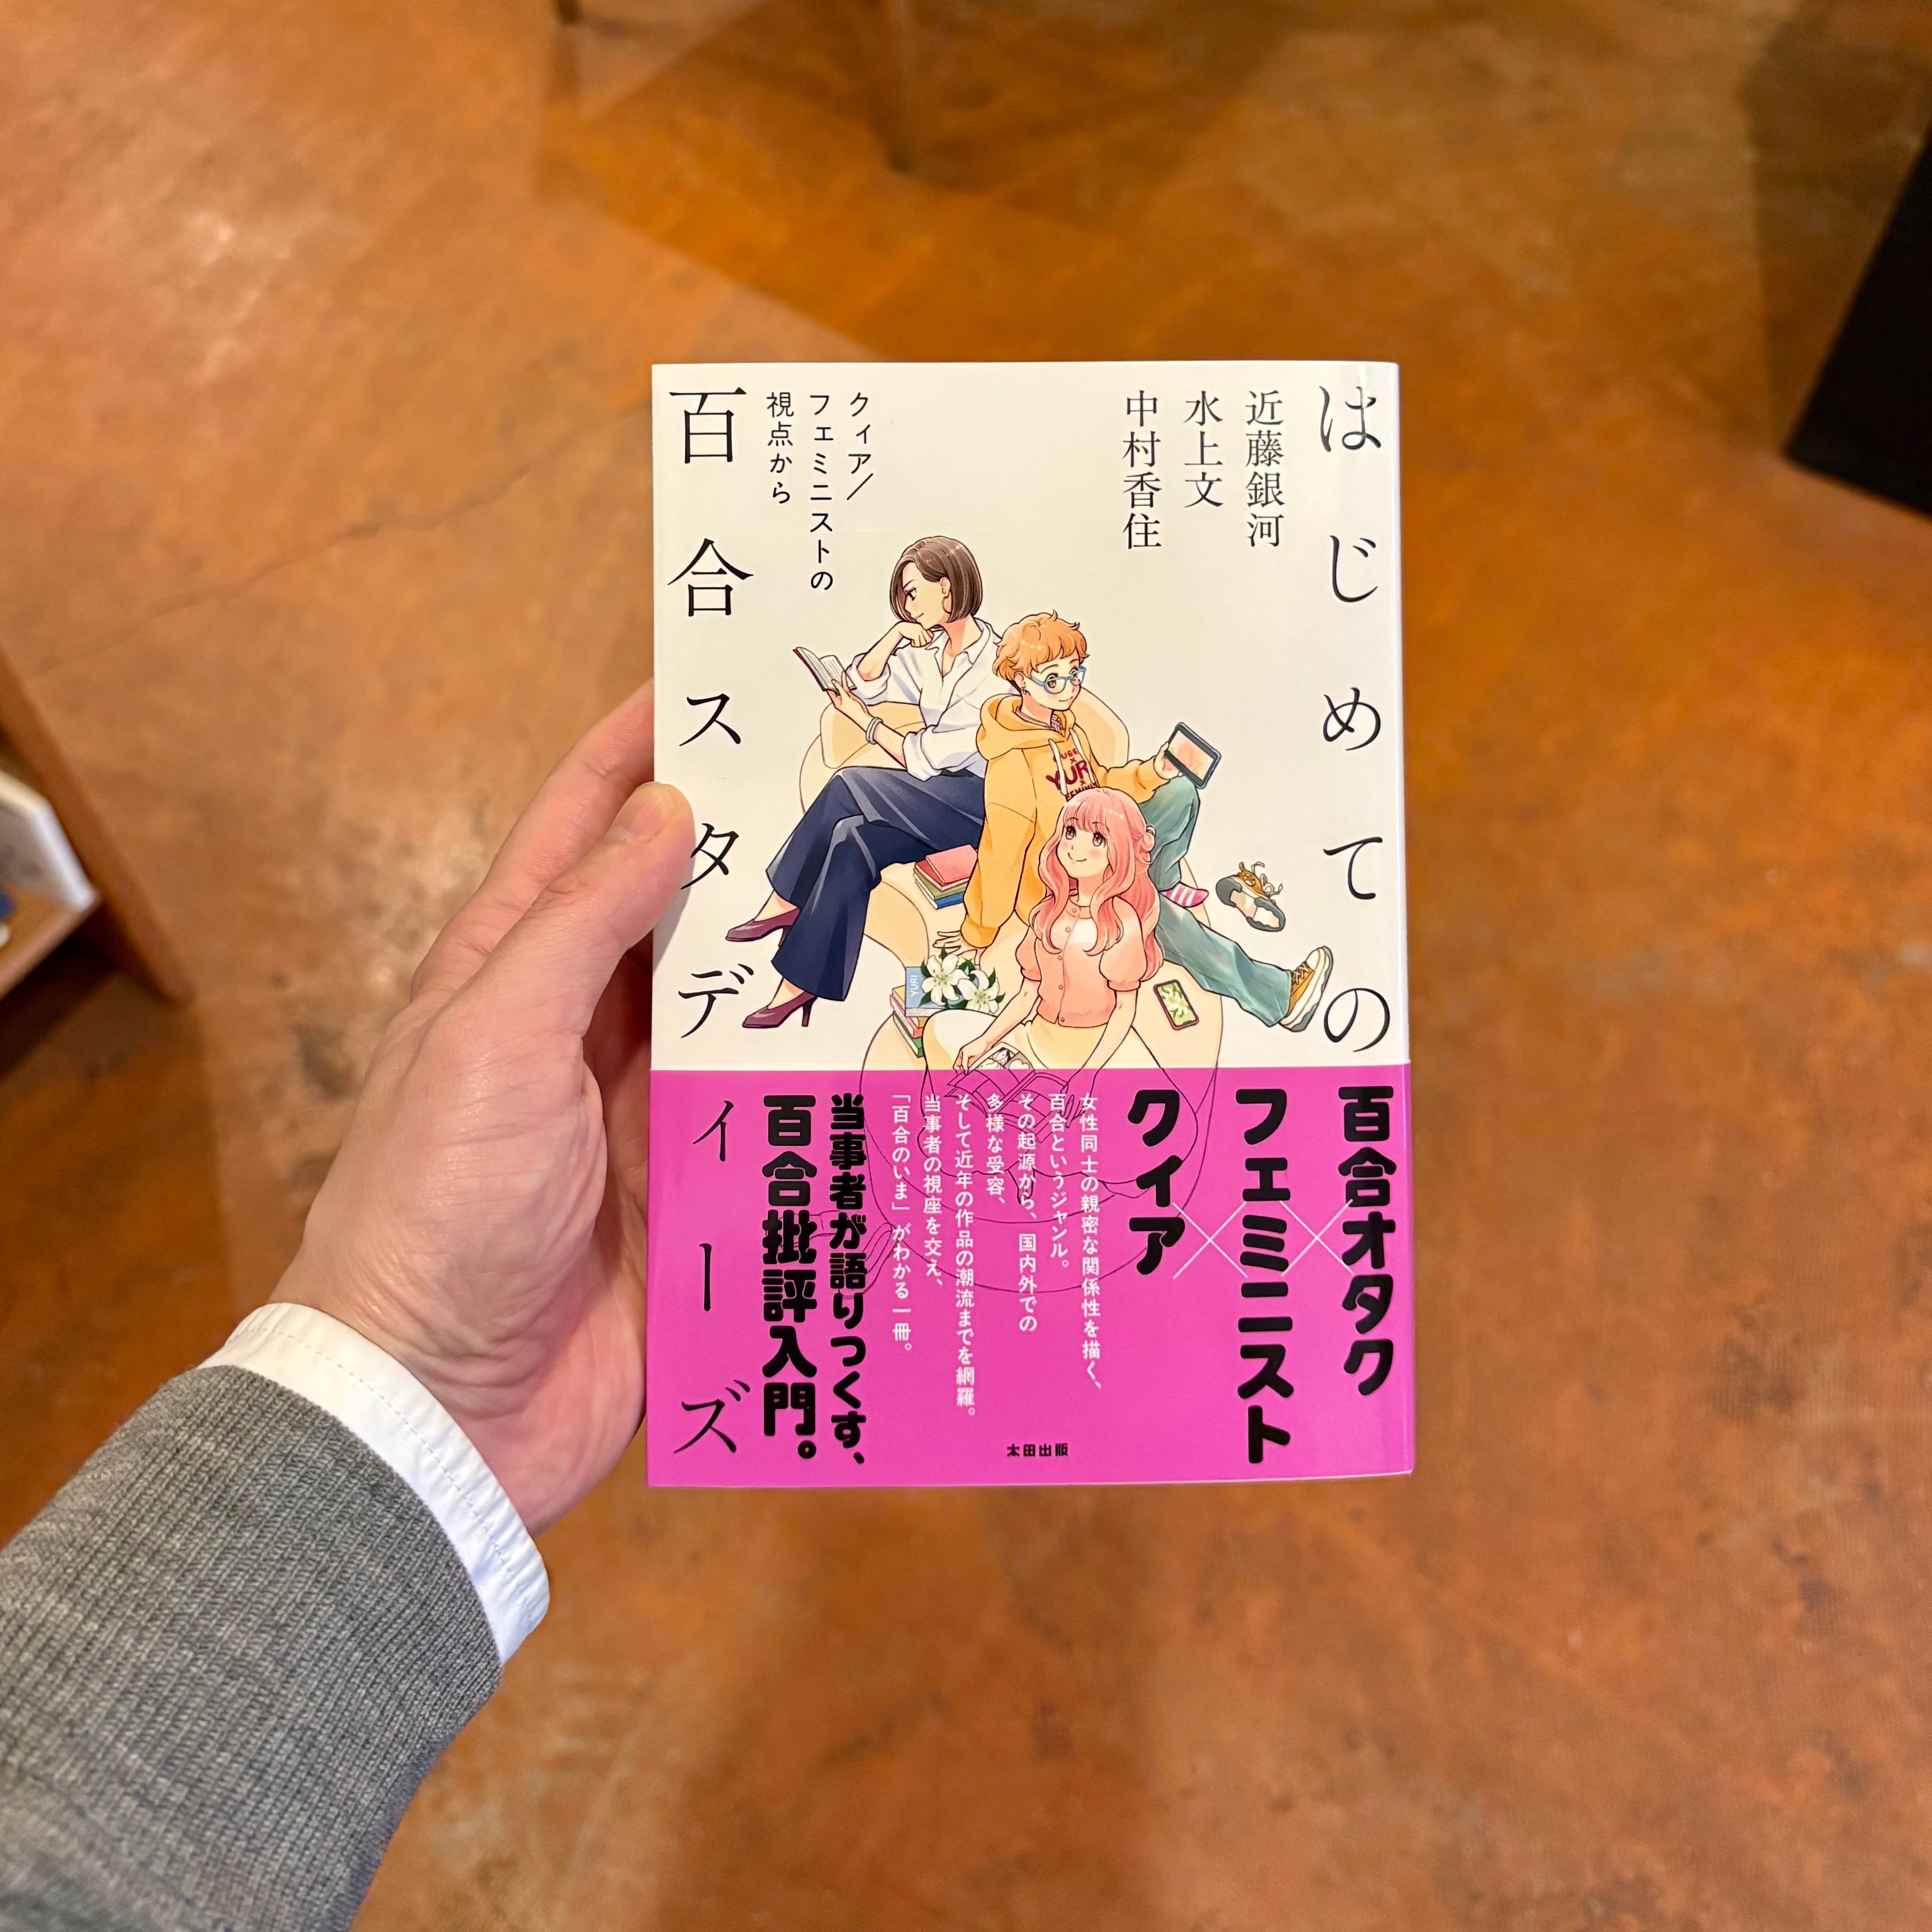 はじめての
百合スタディーズ
近藤銀河
水上文
中村香住
クィア／
フェミニストの
視点から
YURI
YURI
百合オタク
×
フェミニスト
×
クィア
女性同士の親密な関係性を描く、
百合というジャンル。
その起源から、国内外での
多様な受容、
そして近年の作品の潮流までを網羅。
当事者の視座を交え、
「百合のいま」がわかる一冊。
当事者が語りつくす、
百合批評入門。
太田出版